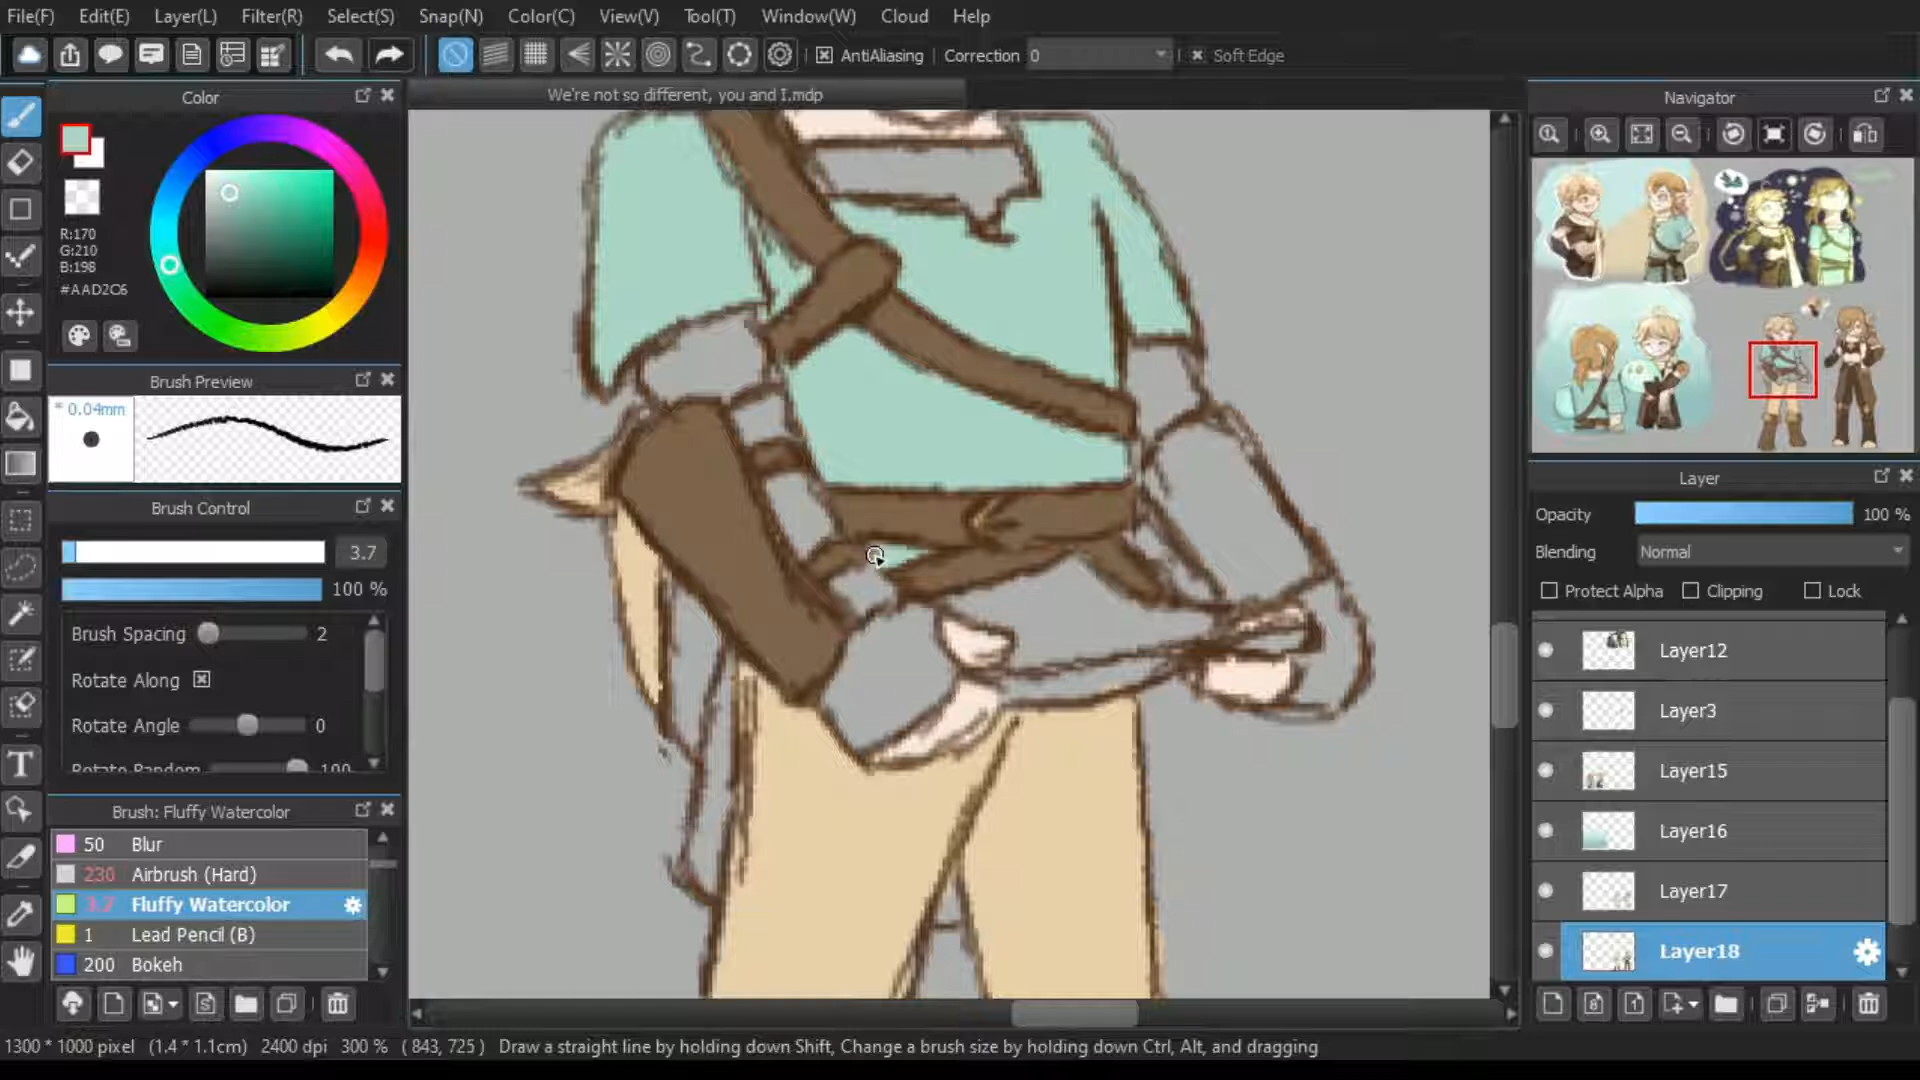 File(F) Edit(E) Layer(L) Filter(R) Select(S) Snap(N) Color(C) View(V) Tool(T) Window(W) Cloud Help
AntiAliasing Correction 0 Soft Edge
Color
We're not so different, you and I.mdp
Navigator
R:170
G:210
B:198
#AAD2C6
Brush Preview
* 0.04mm
Brush Control
3.7
100 %
Brush Spacing 2
Rotate Along
Rotate Angle 0
Rotate Random 100
Brush: Fluffy Watercolor
50 Blur
230 Airbrush (Hard)
3.7 Fluffy Watercolor
1 Lead Pencil (B)
200 Bokeh
Layer
Opacity 100 %
Blending Normal
Protect Alpha Clipping Lock
Layer12
Layer3
Layer15
Layer16
Layer17
Layer18
1300 * 1000 pixel (1.4 * 1.1cm) 2400 dpi 300 % ( 843, 725 ) Draw a straight line by holding down Shift, Change a brush size by holding down Ctrl, Alt, and dragging